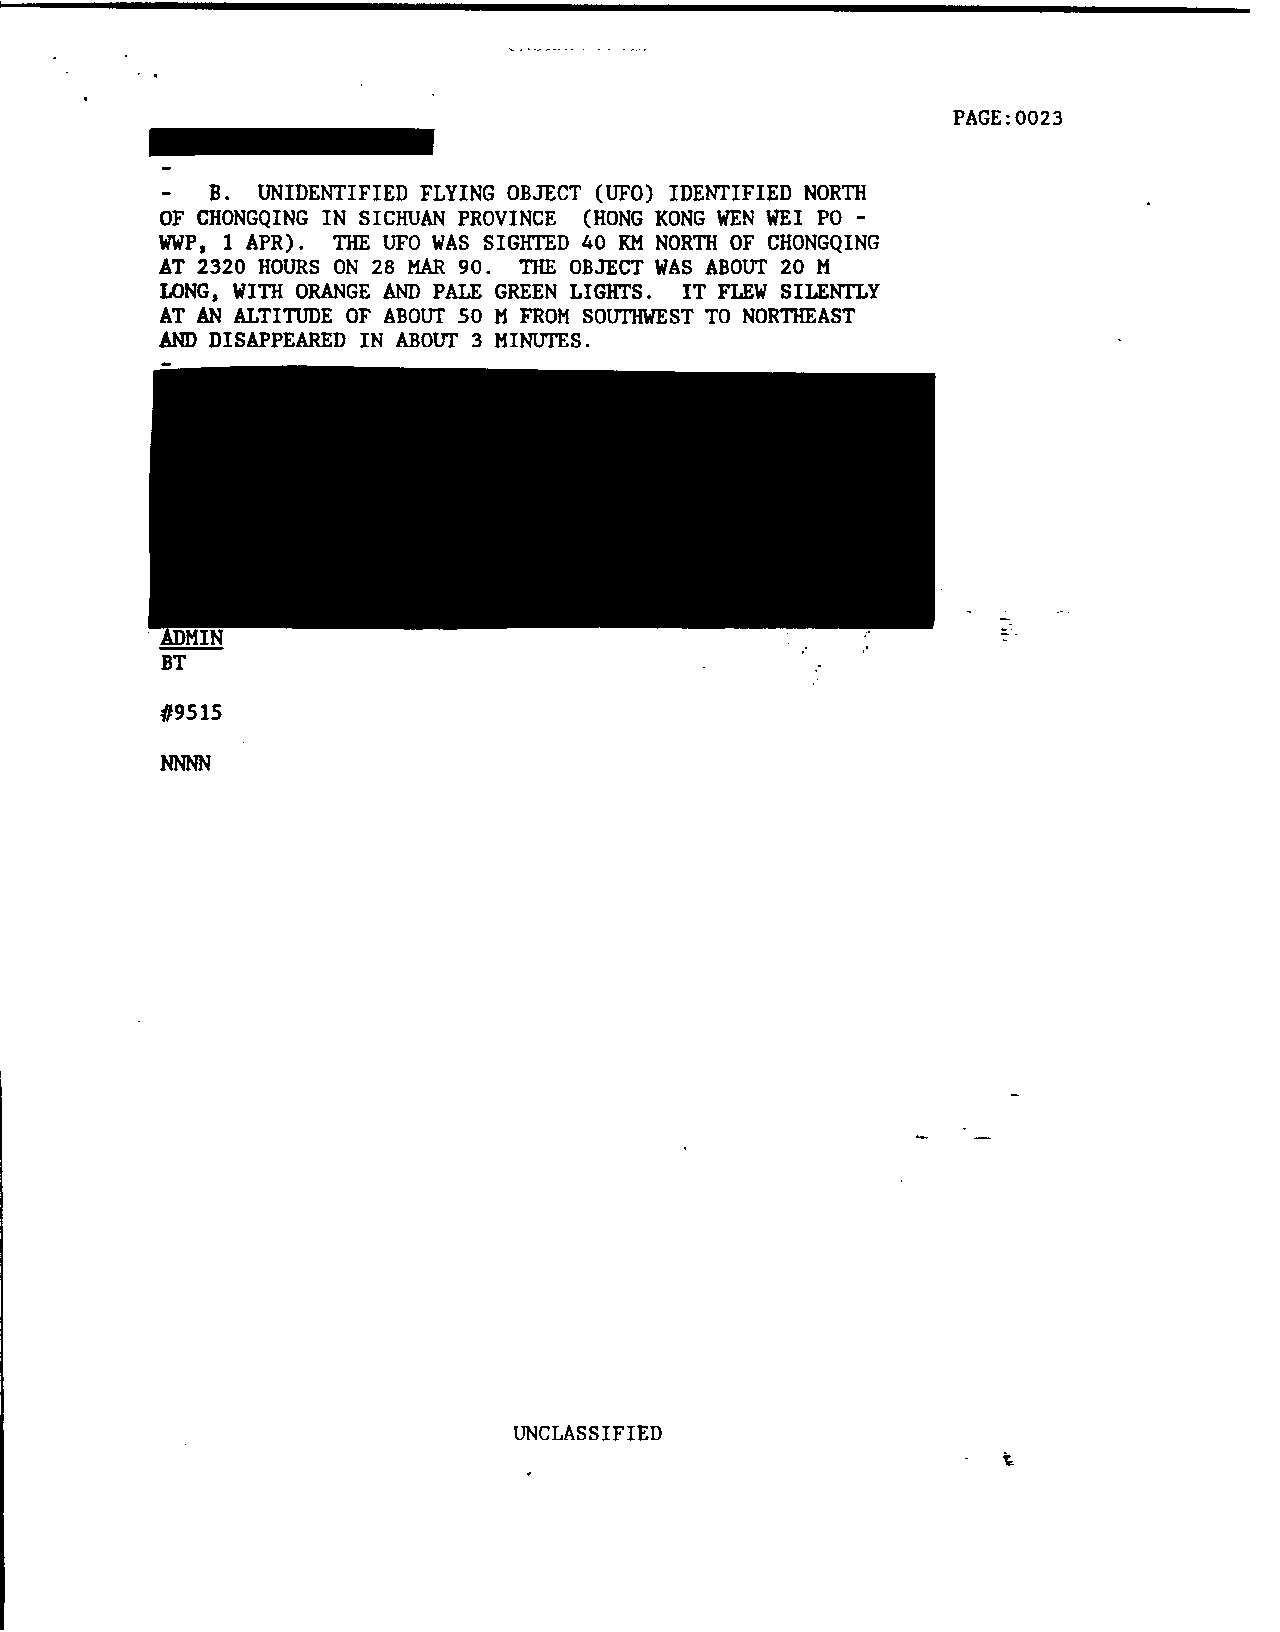 PAGE:0023
-
- B. UNIDENTIFIED FLYING OBJECT (UFO) IDENTIFIED NORTH
OF CHONGQING IN SICHUAN PROVINCE (HONG KONG WEN WEI PO -
WWP, 1 APR). THE UFO WAS SIGHTED 40 KM NORTH OF CHONGQING
AT 2320 HOURS ON 28 MAR 90. THE OBJECT WAS ABOUT 20 M
LONG, WITH ORANGE AND PALE GREEN LIGHTS. IT FLEW SILENTLY
AT AN ALTITUDE OF ABOUT 50 M FROM SOUTHWEST TO NORTHEAST
AND DISAPPEARED IN ABOUT 3 MINUTES.
-
ADMIN
BT
#9515
NNNN
UNCLASSIFIED